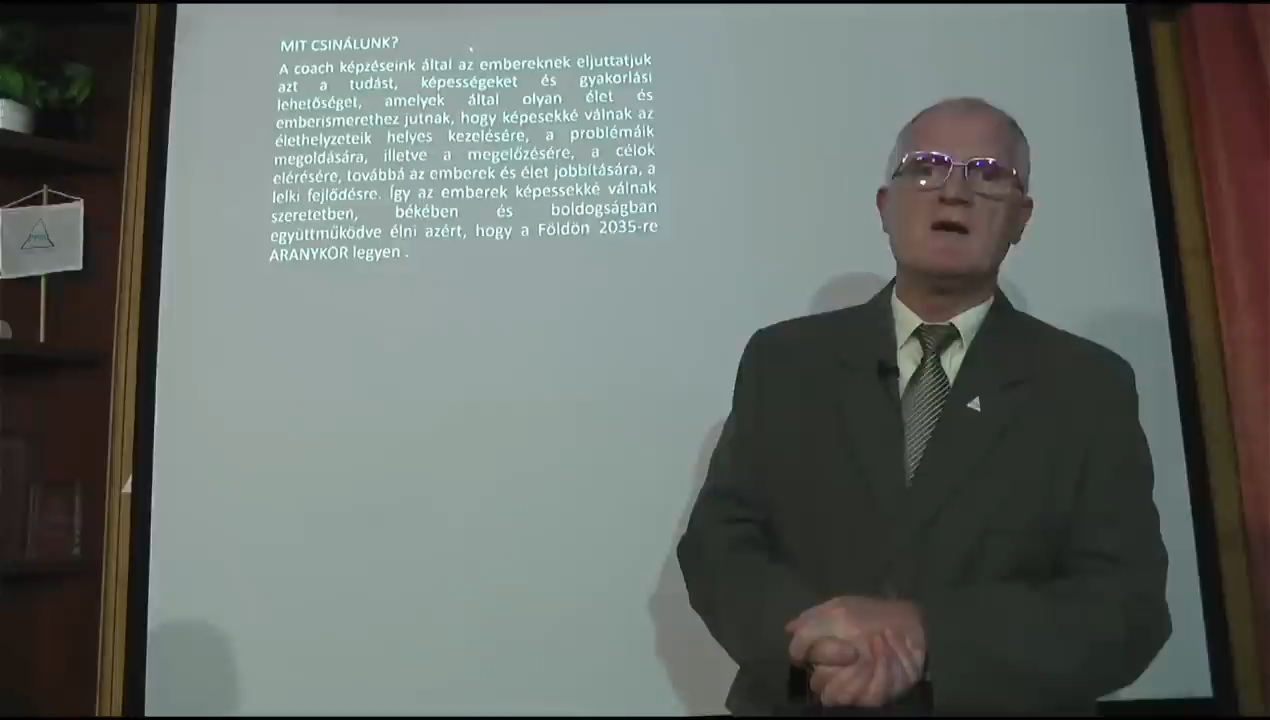 MIT CSINÁLUNK?
A coach képzéseink által az embereknek eljuttatjuk
azt a tudást, képességeket és gyakorlási
lehetőséget, amelyek által olyan élet és
emberismerethez jutnak, hogy képesekké válnak az
élethelyzeteik helyes kezelésére, a problémáik
megoldására, illetve a megelőzésére, a célok
elérésére, továbbá az emberek és élet jobbítására, a
lelki fejlődésre. Így az emberek képessekké válnak
szeretetben, békében és boldogságban
együttműködve élni azért, hogy a Földön 2035-re
ARANYKOR legyen .